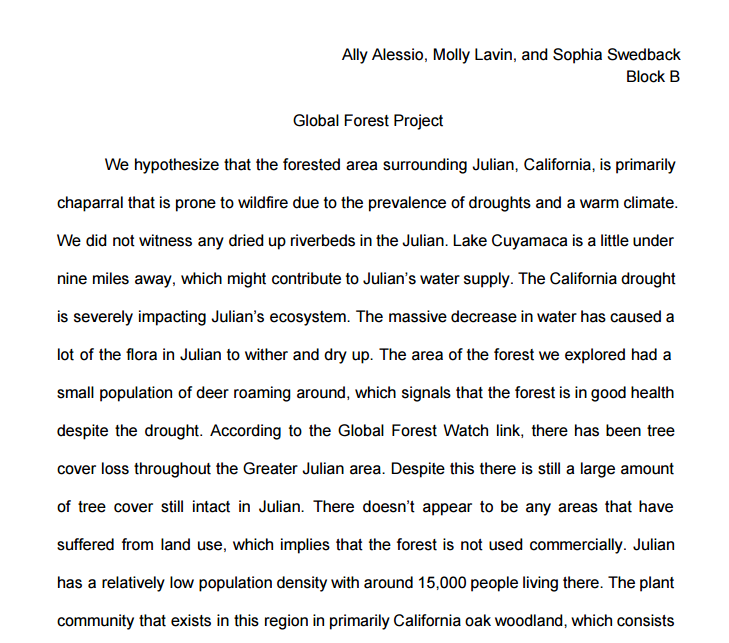 Ally Alessio, Molly Lavin, and Sophia Swedback
Block B
Global Forest Project
We hypothesize that the forested area surrounding Julian, California, is primarily
chaparral that is prone to wildfire due to the prevalence of droughts and a warm climate.
We did not witness any dried up riverbeds in the Julian. Lake Cuyamaca is a little under
nine miles away, which might contribute to Julian’s water supply. The California drought
is severely impacting Julian’s ecosystem. The massive decrease in water has caused a
lot of the flora in Julian to wither and dry up. The area of the forest we explored had a
small population of deer roaming around, which signals that the forest is in good health
despite the drought. According to the Global Forest Watch link, there has been tree
cover loss throughout the Greater Julian area. Despite this there is still a large amount
of tree cover still intact in Julian. There doesn’t appear to be any areas that have
suffered from land use, which implies that the forest is not used commercially. Julian
has a relatively low population density with around 15,000 people living there. The plant
community that exists in this region in primarily California oak woodland, which consists